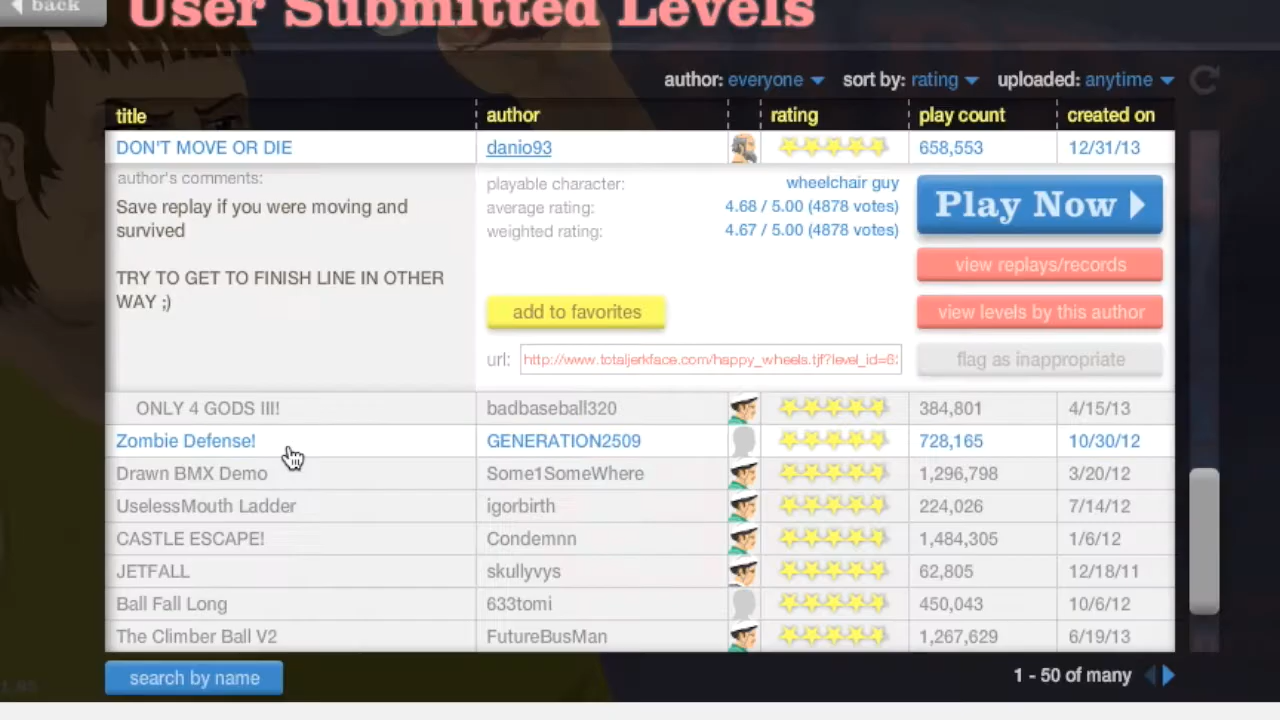 back
User Submitted Levels
author: everyone sort by: rating uploaded: anytime
title author rating play count created on
DON'T MOVE OR DIE danio93 658,553 12/31/13
author's comments:
Save replay if you were moving and
survived
TRY TO GET TO FINISH LINE IN OTHER
WAY ;)
playable character: wheelchair guy
average rating: 4.68 / 5.00 (4878 votes)
weighted rating: 4.67 / 5.00 (4878 votes)
add to favorites
url: http://www.totaljerkface.com/happy_wheels.tjf?level_id=6
Play Now
view replays/records
view levels by this author
flag as inappropriate
ONLY 4 GODS III! badbaseball320 384,801 4/15/13
Zombie Defense! GENERATION2509 728,165 10/30/12
Drawn BMX Demo Some1SomeWhere 1,296,798 3/20/12
UselessMouth Ladder igorbirth 224,026 7/14/12
CASTLE ESCAPE! Condemnn 1,484,305 1/6/12
JETFALL skullyvys 62,805 12/18/11
Ball Fall Long 633tomi 450,043 10/6/12
The Climber Ball V2 FutureBusMan 1,267,629 6/19/13
search by name
1 - 50 of many